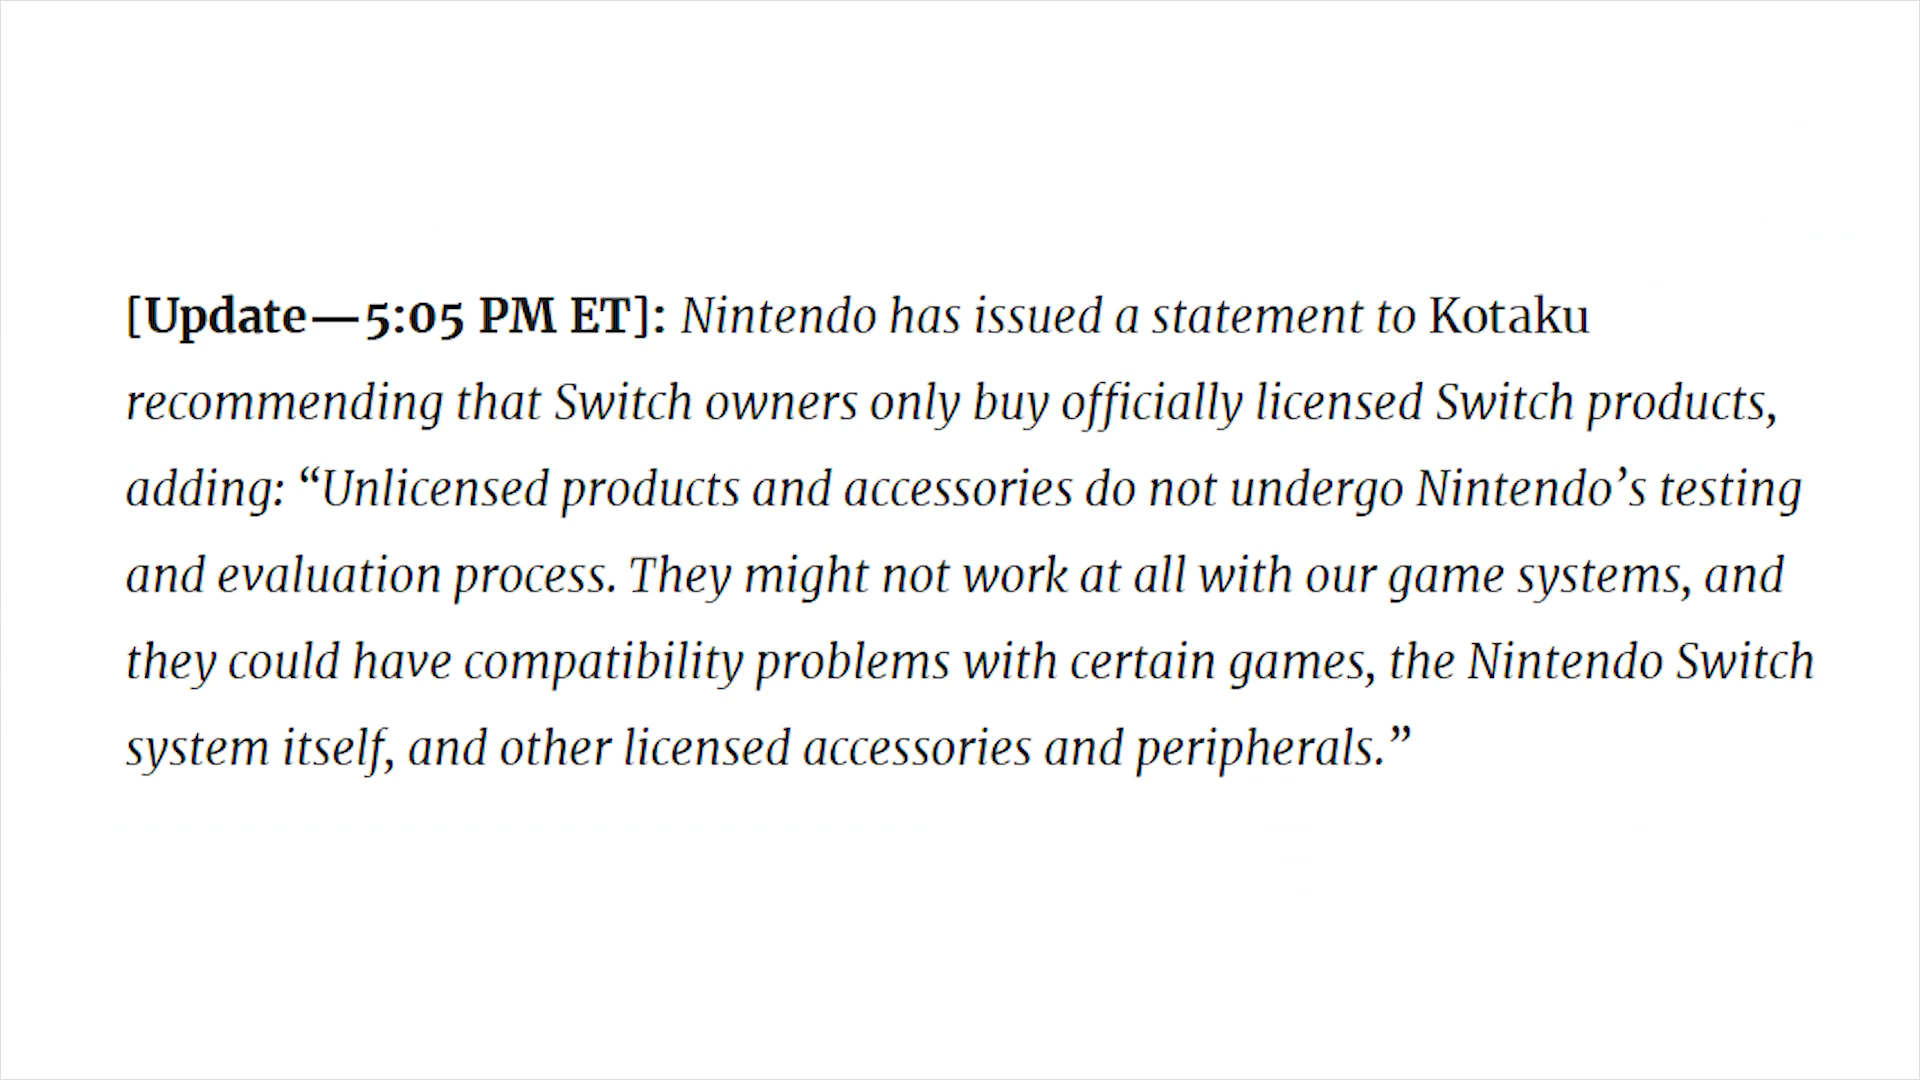 [Update—5:05 PM ET]: Nintendo has issued a statement to Kotaku
recommending that Switch owners only buy officially licensed Switch products,
adding: “Unlicensed products and accessories do not undergo Nintendo’s testing
and evaluation process. They might not work at all with our game systems, and
they could have compatibility problems with certain games, the Nintendo Switch
system itself, and other licensed accessories and peripherals.”